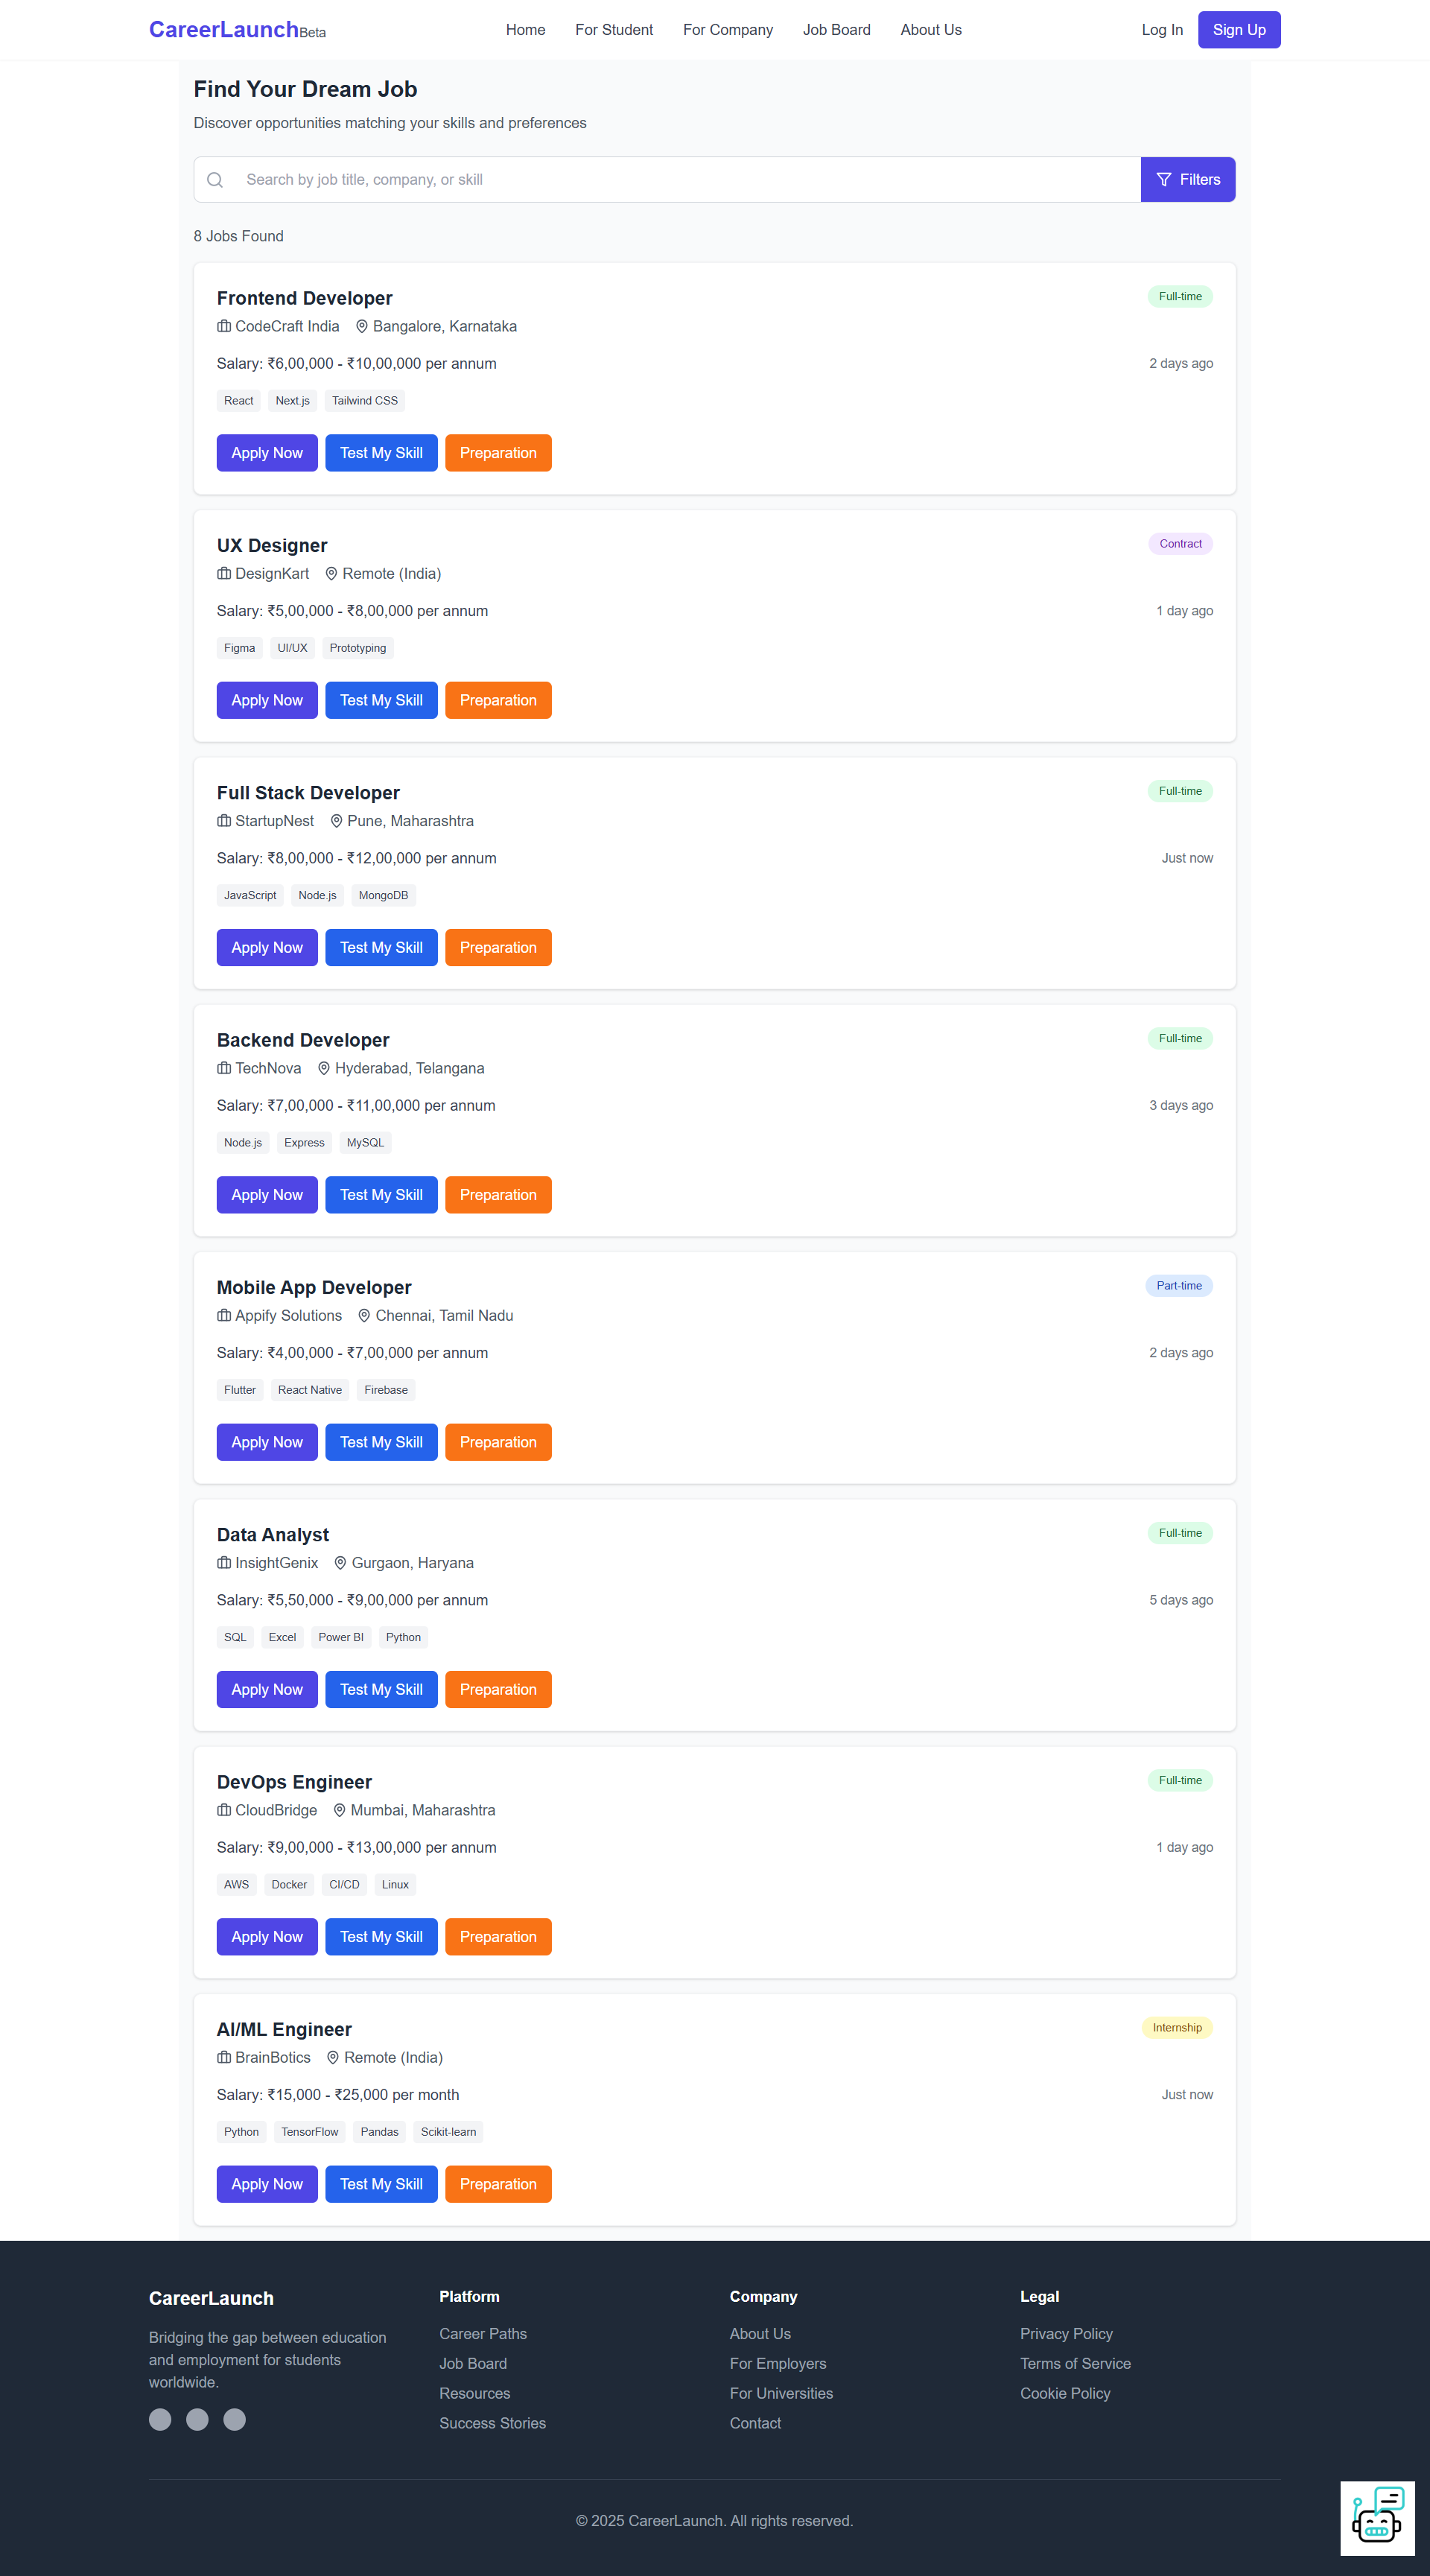 CareerLaunchBeta
Home For Student For Company Job Board About Us
Log In Sign Up
Find Your Dream Job
Discover opportunities matching your skills and preferences
Search by job title, company, or skill
Filters
8 Jobs Found
Frontend Developer
Full-time
CodeCraft India Bangalore, Karnataka
Salary: ₹6,00,000 - ₹10,00,000 per annum
2 days ago
React Next.js Tailwind CSS
Apply Now Test My Skill Preparation
UX Designer
Contract
DesignKart Remote (India)
Salary: ₹5,00,000 - ₹8,00,000 per annum
1 day ago
Figma UI/UX Prototyping
Apply Now Test My Skill Preparation
Full Stack Developer
Full-time
StartupNest Pune, Maharashtra
Salary: ₹8,00,000 - ₹12,00,000 per annum
Just now
JavaScript Node.js MongoDB
Apply Now Test My Skill Preparation
Backend Developer
Full-time
TechNova Hyderabad, Telangana
Salary: ₹7,00,000 - ₹11,00,000 per annum
3 days ago
Node.js Express MySQL
Apply Now Test My Skill Preparation
Mobile App Developer
Part-time
Appify Solutions Chennai, Tamil Nadu
Salary: ₹4,00,000 - ₹7,00,000 per annum
2 days ago
Flutter React Native Firebase
Apply Now Test My Skill Preparation
Data Analyst
Full-time
InsightGenix Gurgaon, Haryana
Salary: ₹5,50,000 - ₹9,00,000 per annum
5 days ago
SQL Excel Power BI Python
Apply Now Test My Skill Preparation
DevOps Engineer
Full-time
CloudBridge Mumbai, Maharashtra
Salary: ₹9,00,000 - ₹13,00,000 per annum
1 day ago
AWS Docker CI/CD Linux
Apply Now Test My Skill Preparation
AI/ML Engineer
Internship
BrainBotics Remote (India)
Salary: ₹15,000 - ₹25,000 per month
Just now
Python TensorFlow Pandas Scikit-learn
Apply Now Test My Skill Preparation
CareerLaunch
Bridging the gap between education
and employment for students
worldwide.
Platform
Career Paths
Job Board
Resources
Success Stories
Company
About Us
For Employers
For Universities
Contact
Legal
Privacy Policy
Terms of Service
Cookie Policy
© 2025 CareerLaunch. All rights reserved.